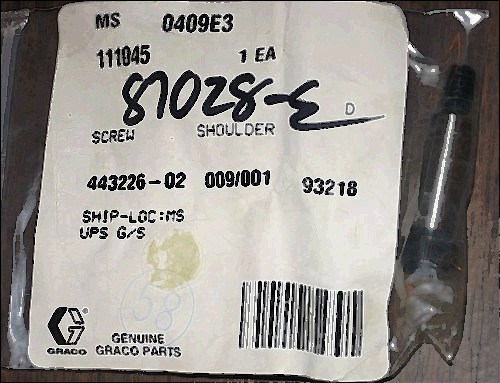 MS 0409E3
111045 1 EA
87028-E D
SCREW SHOULDER
443226-02 009/001 93218
SHIP-LOC:MS
UPS G/S
58
GRACO
GENUINE
GRACO PARTS